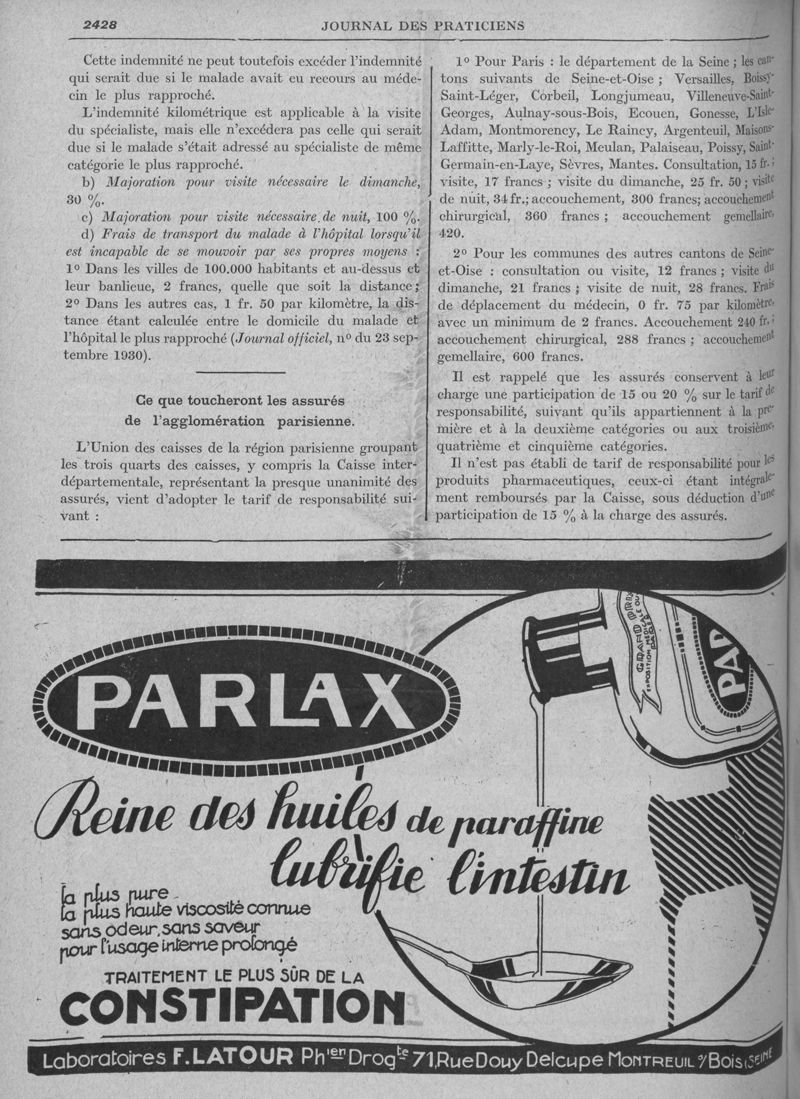 2428
JOURNAL DES PRATICIENS
Cette indemnité ne peut toutefois excéder l'indemnité
qui serait due si le malade avait eu recours au méde-
cin le plus rapproché.
L'indemnité kilométrique est applicable à la visite
du spécialiste, mais elle n'excédera pas celle qui serait
due si le malade s'était adressé au spécialiste de même
catégorie le plus rapproché.
b) Majoration pour visite nécessaire le dimanche,
30 %.
c) Majoration pour visite nécessaire de nuit, 100 %.
d) Frais de transport du malade à l'hôpital lorsqu'il
est incapable de se mouvoir par ses propres moyens :
1º Dans les villes de 100.000 habitants et au-dessus et
leur banlieue, 2 francs, quelle que soit la distance ;
2º Dans les autres cas, 1 fr. 50 par kilomètre, la dis-
tance étant calculée entre le domicile du malade et
l'hôpital le plus rapproché (Journal officiel, nº du 23 sep-
tembre 1930).
Ce que toucheront les assurés
de l'agglomération parisienne.
L'Union des caisses de la région parisienne groupant
les trois quarts des caisses, y compris la Caisse inter-
départementale, représentant la presque unanimité des
assurés, vient d'adopter le tarif de responsabilité sui-
vant :
1º Pour Paris : le département de la Seine ; les can-
tons suivants de Seine-et-Oise ; Versailles, Boissy-
Saint-Léger, Corbeil, Longjumeau, Villeneuve-Saint-
Georges, Aulnay-sous-Bois, Ecouen, Gonesse, L'Isle-
Adam, Montmorency, Le Raincy, Argenteuil, Maisons-
Laffitte, Marly-le-Roi, Meulan, Palaiseau, Poissy, Saint-
Germain-en-Laye, Sèvres, Mantes. Consultation, 15 fr. ;
visite, 17 francs ; visite du dimanche, 25 fr. 50 ; visite
de nuit, 34 fr.; accouchement, 300 francs; accouchement
chirurgical, 360 francs ; accouchement gemellaire,
420.
2º Pour les communes des autres cantons de Seine-
et-Oise : consultation ou visite, 12 francs ; visite du
dimanche, 21 francs ; visite de nuit, 28 francs. Frais
de déplacement du médecin, 0 fr. 75 par kilomètre,
avec un minimum de 2 francs. Accouchement 240 fr. ;
accouchement chirurgical, 288 francs ; accouchement
gemellaire, 600 francs.
Il est rappelé que les assurés conservent à leur
charge une participation de 15 ou 20 % sur le tarif de
responsabilité, suivant qu'ils appartiennent à la pre-
mière et à la deuxième catégories ou aux troisième,
quatrième et cinquième catégories.
Il n'est pas établi de tarif de responsabilité pour les
produits pharmaceutiques, ceux-ci étant intégrale-
ment remboursés par la Caisse, sous déduction d'une
participation de 15 % à la charge des assurés.
PARLAX
GRAND PRIX
PAR
Reine des huiles de paraffine
lubrifie l'intestin
la plus pure
la plus haute viscosité connue
sans odeur, sans saveur
pour l'usage interne prolongé
TRAITEMENT LE PLUS SÛR DE LA
CONSTIPATION
Laboratoires F. LATOUR Ph'en Drogte 71, Rue Douy Delcupe MONTREUIL s/Bois (SEINE